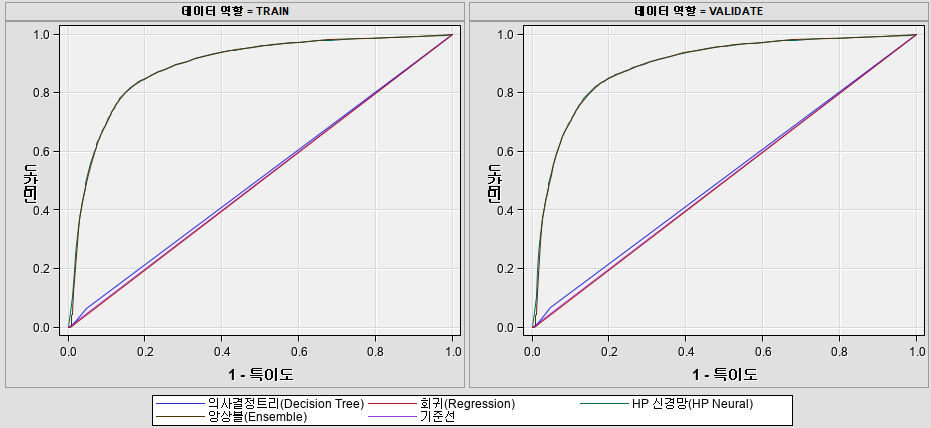 데이터 역할 = TRAIN
데이터 역할 = VALIDATE
1.0
0.8
0.6
0.4
0.2
0.0
민감도
0.0 0.2 0.4 0.6 0.8 1.0
1 - 특이도
1.0
0.8
0.6
0.4
0.2
0.0
민감도
0.0 0.2 0.4 0.6 0.8 1.0
1 - 특이도
의사결정트리(Decision Tree) 회귀(Regression) HP 신경망(HP Neural)
앙상블(Ensemble) 기준선